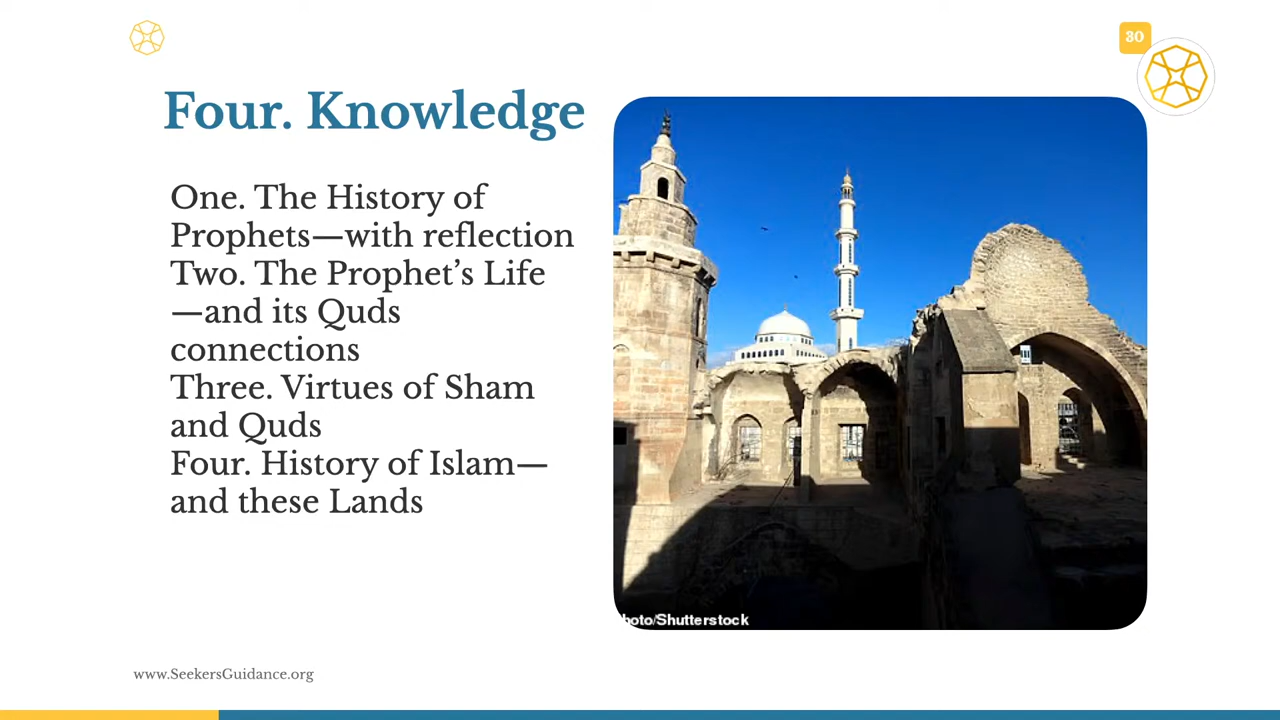 30
Four. Knowledge
One. The History of
Prophets—with reflection
Two. The Prophet’s Life
—and its Quds
connections
Three. Virtues of Sham
and Quds
Four. History of Islam—
and these Lands
hoto/Shutterstock
www.SeekersGuidance.org